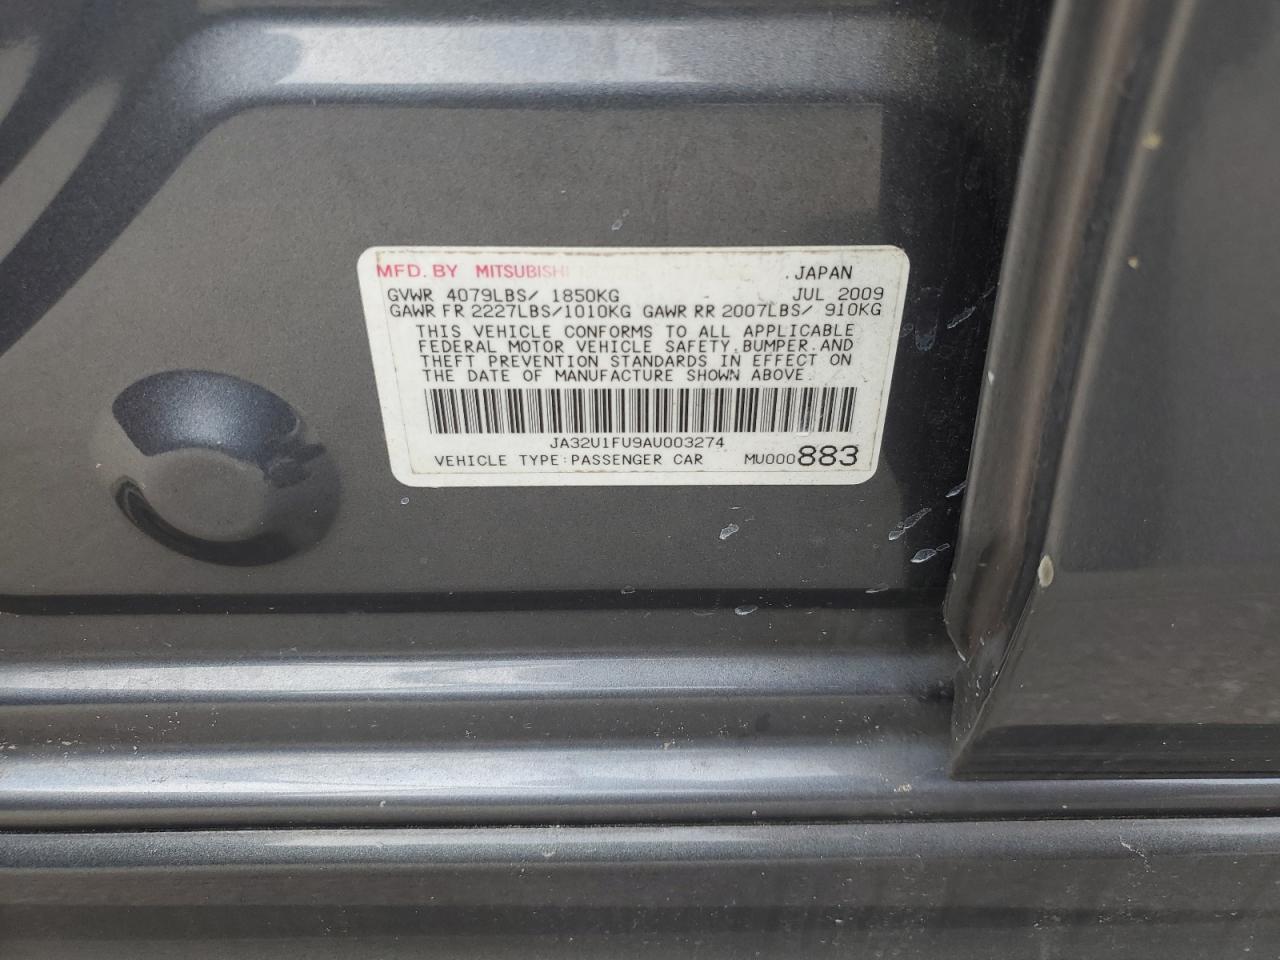 MFD. BY MITSUBISHI JAPAN
GVWR 4079LBS/ 1850KG JUL 2009
GAWR FR 2227LBS/1010KG GAWR RR 2007LBS/ 910KG
THIS VEHICLE CONFORMS TO ALL APPLICABLE
FEDERAL MOTOR VEHICLE SAFETY, BUMPER, AND
THEFT PREVENTION STANDARDS IN EFFECT ON
THE DATE OF MANUFACTURE SHOWN ABOVE.
JA32U1FU9AU003274
VEHICLE TYPE:PASSENGER CAR MU000883